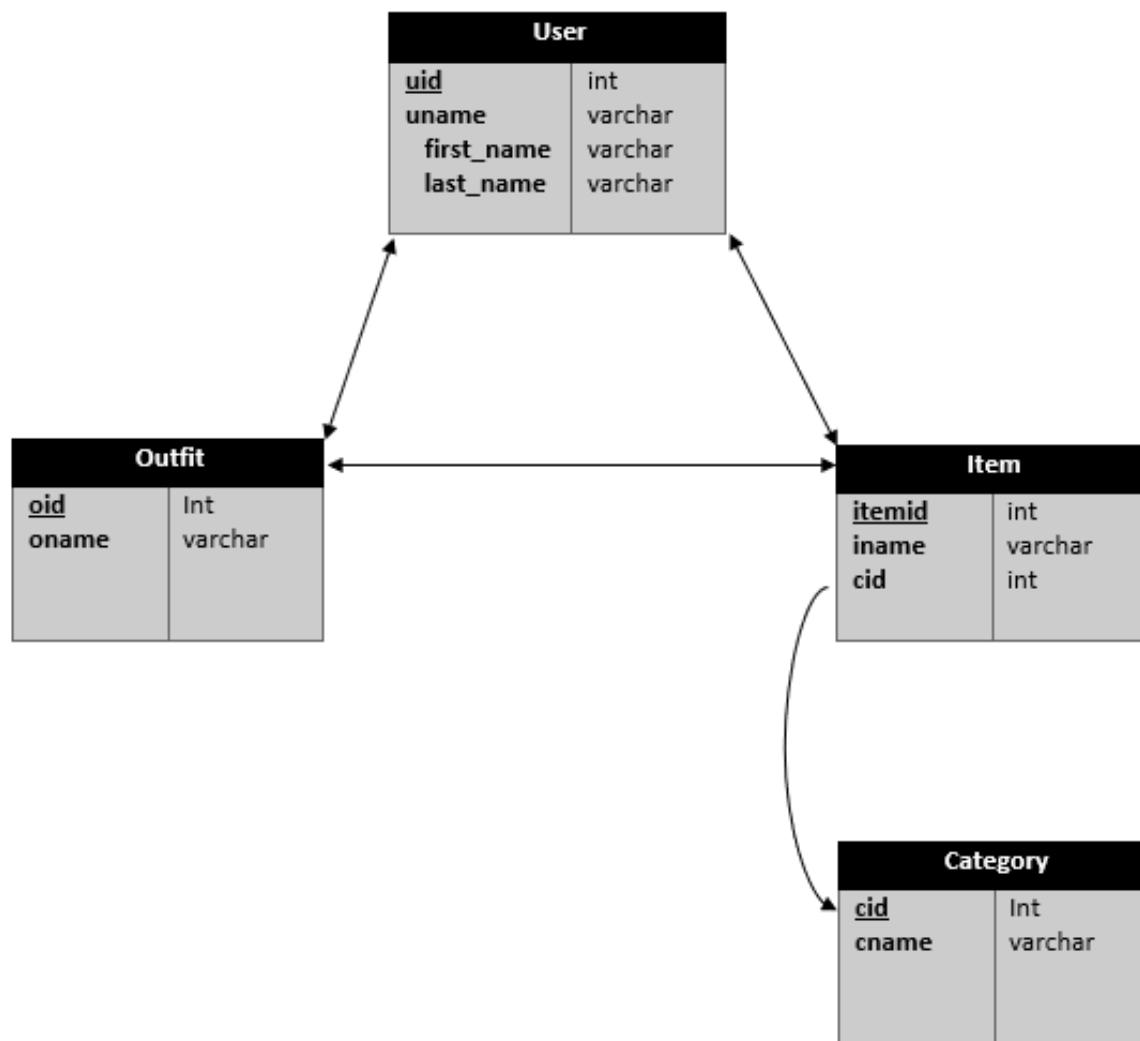 User
uid int
uname varchar
first_name varchar
last_name varchar
Outfit
oid Int
oname varchar
Item
itemid int
iname varchar
cid int
Category
cid Int
cname varchar